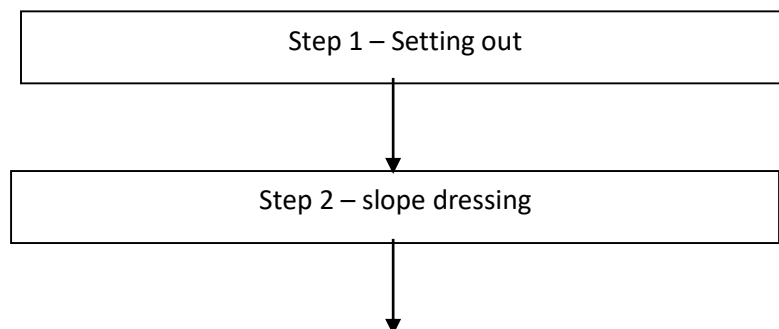 Step 1 – Setting out
Step 2 – slope dressing